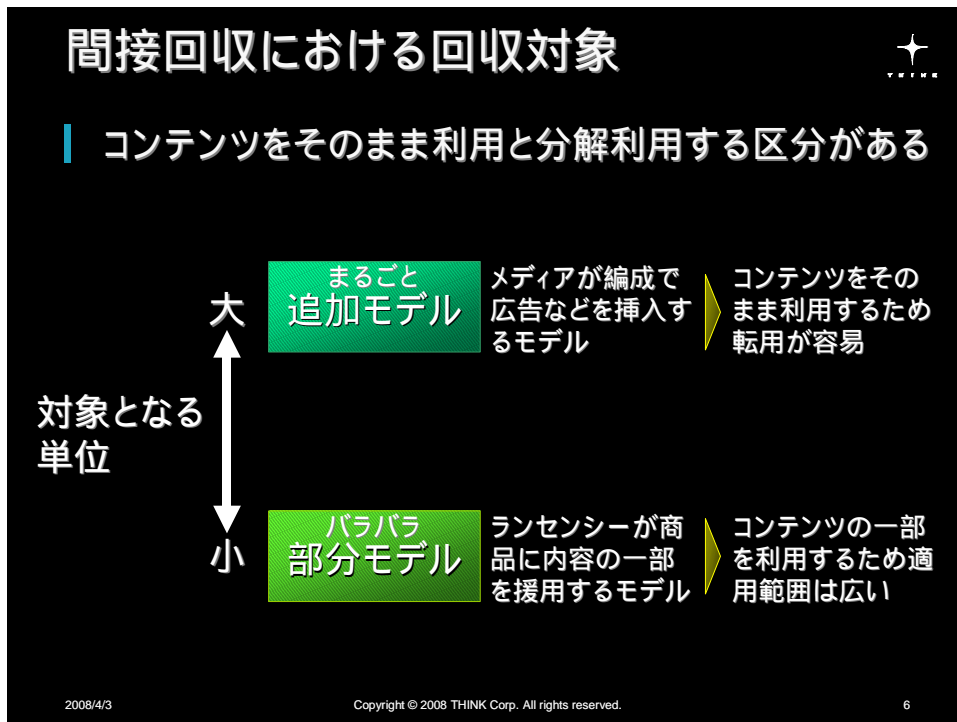 間接回収における回収対象
THINK
コンテンツをそのまま利用と分解利用する区分がある
大
対象となる
単位
小
まるごと
追加モデル
メディアが編成で
広告などを挿入す
るモデル
コンテンツをその
まま利用するため
転用が容易
バラバラ
部分モデル
ランセンシーが商
品に内容の一部
を援用するモデル
コンテンツの一部
を利用するため適
用範囲は広い
2008/4/3
Copyright © 2008 THINK Corp. All rights reserved.
6